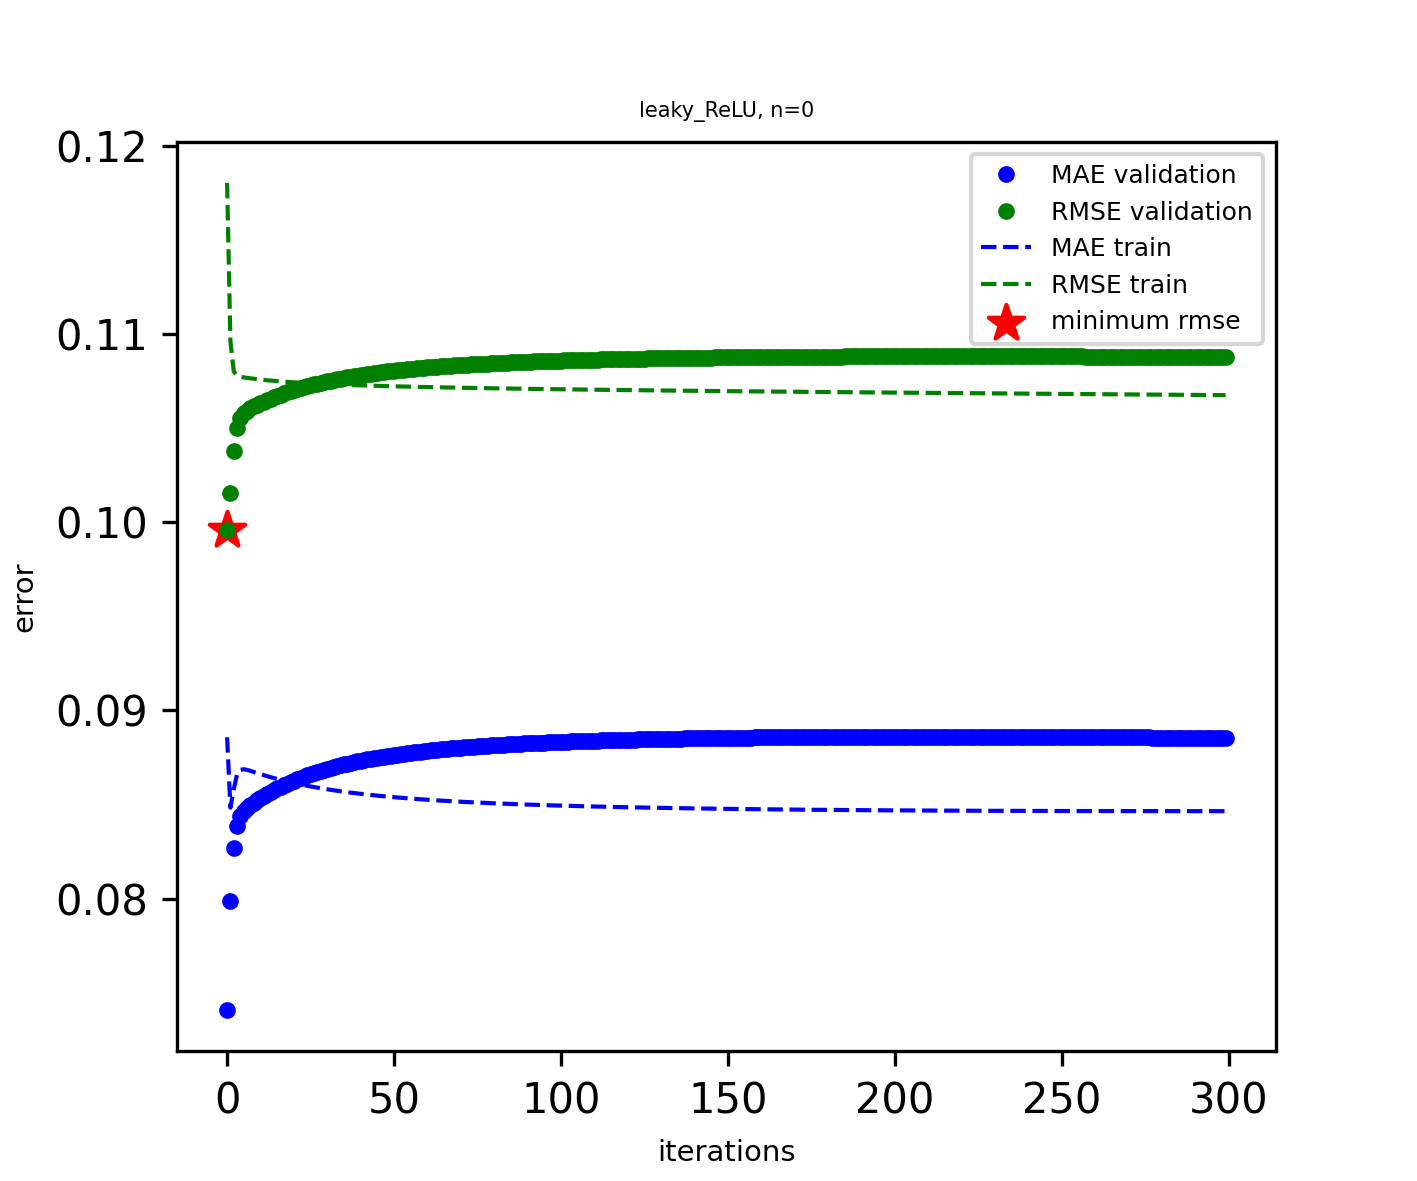 leaky_ReLU, n=0
0.12
0.11
0.10
0.09
0.08
error
MAE validation
RMSE validation
MAE train
RMSE train
minimum rmse
0 50 100 150 200 250 300
iterations